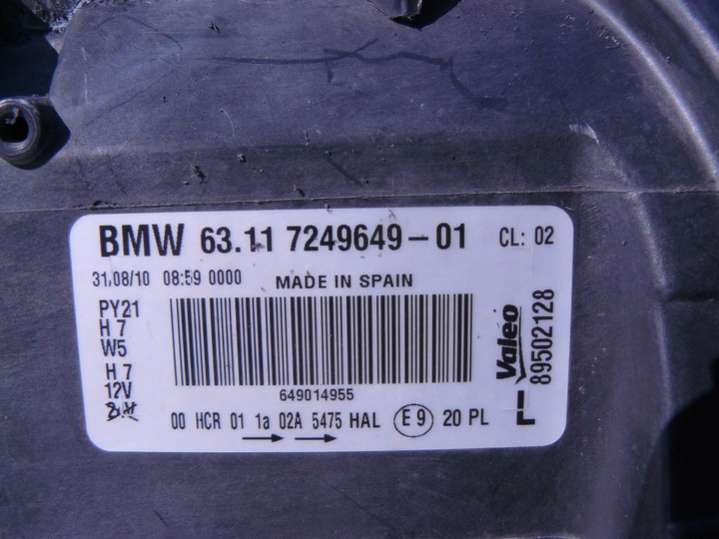 BMW 63.11 7249649-01 CL: 02
31.08/10 08:59 0000 MADE IN SPAIN
PY21
H 7
W5
H 7
12V
649014955
00 HCR 01 1a 02A 5475 HAL E9 20 PL
Valeo
89502128
L